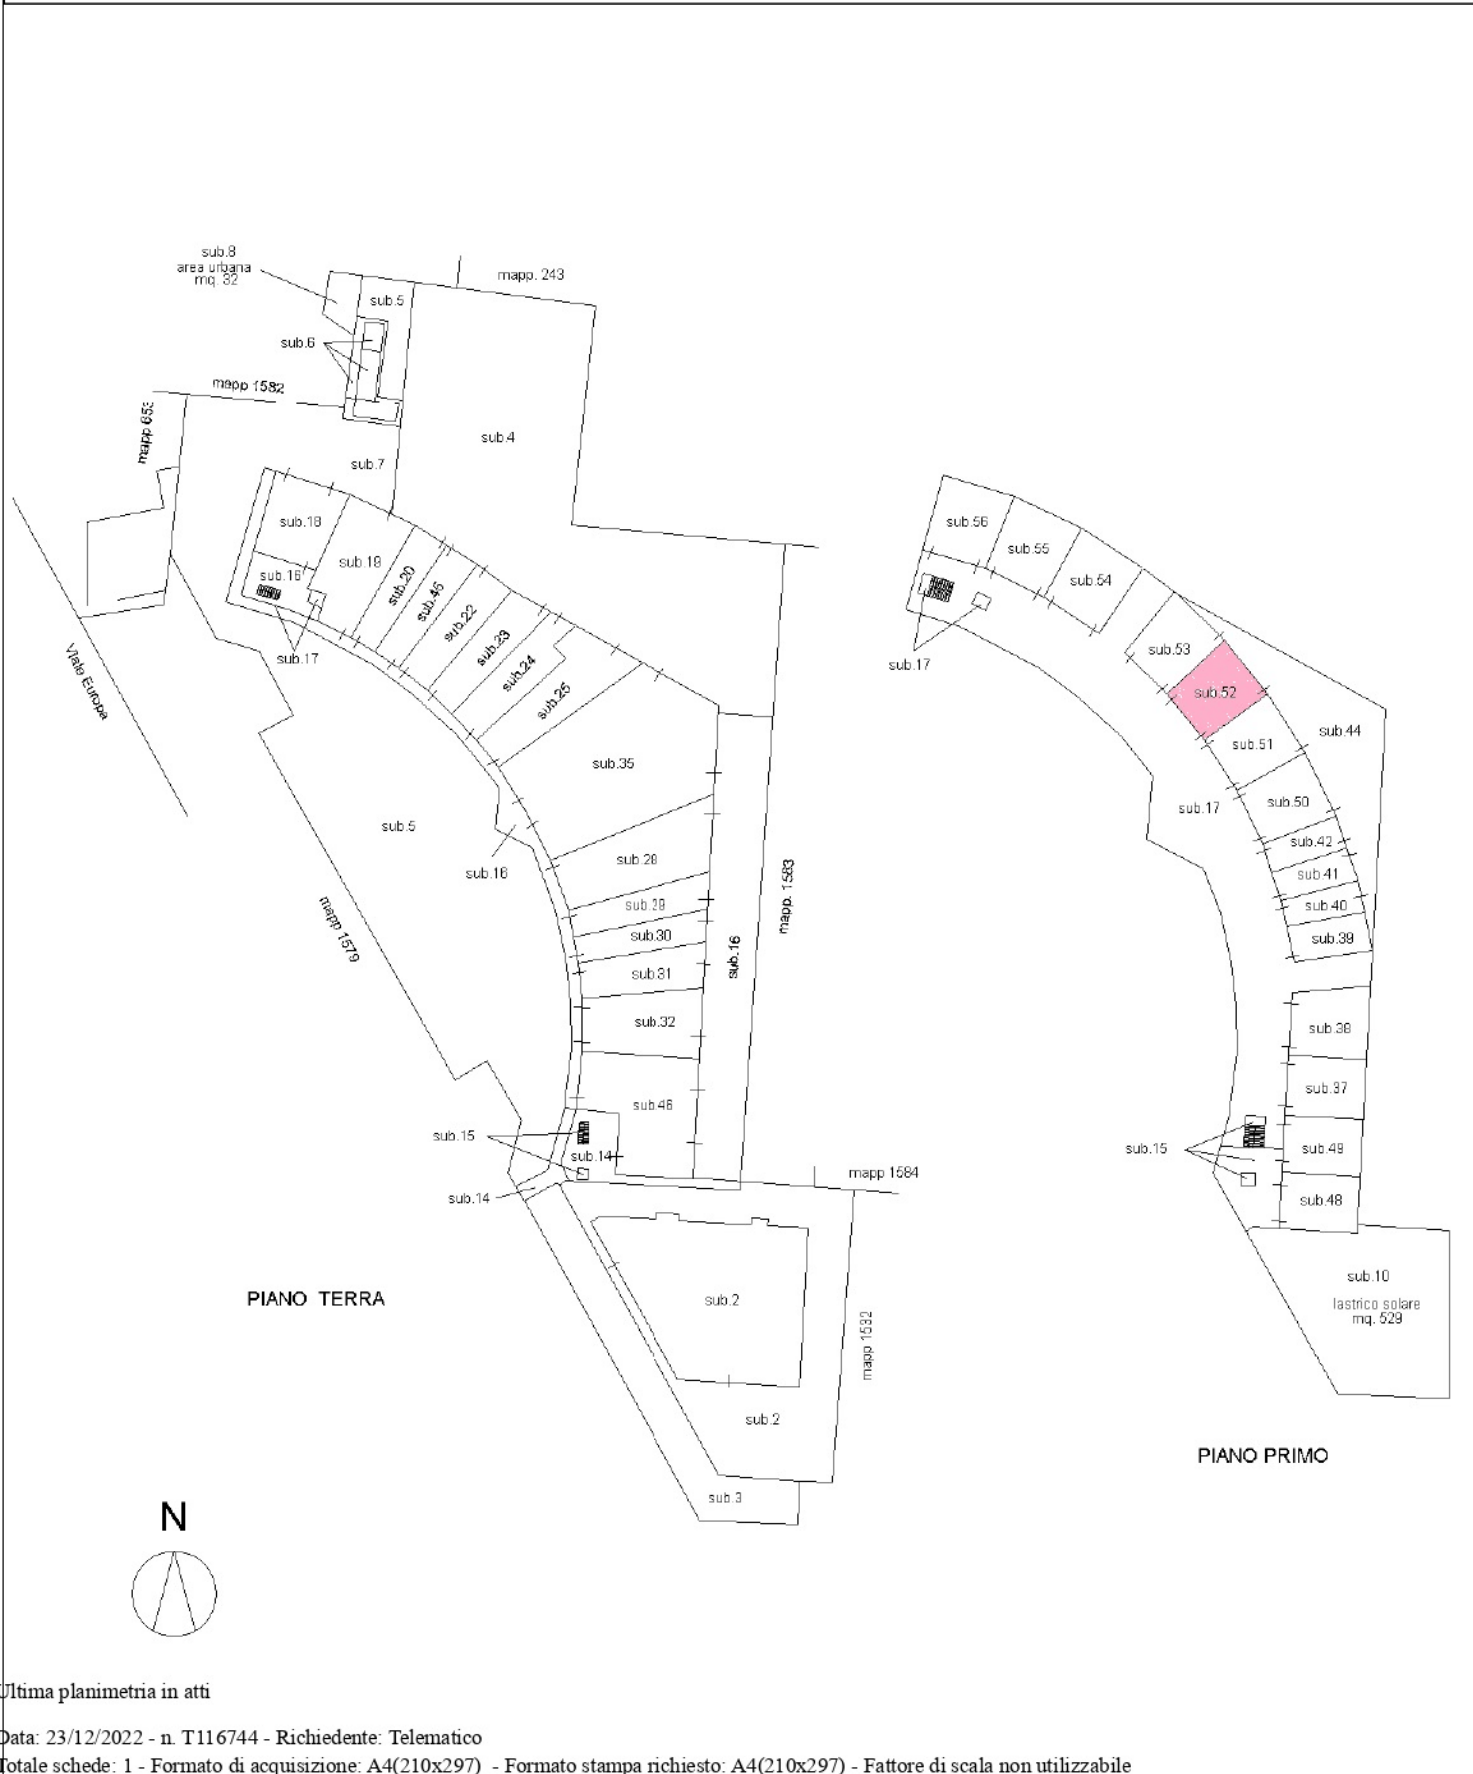 sub.8
area urbana
mq. 32
mapp. 243
sub.5
sub.6
mapp 1582
mapp 653
sub.4
sub.7
sub.18
sub.19
sub.16
sub.20
sub.45
sub.22
sub.23
sub.24
sub.25
sub.17
Viale Europa
sub.35
sub.5
sub.16
sub.28
sub.29
sub.30
sub.31
sub.32
sub.46
sub.16
mapp. 1583
mapp 1579
sub.15
sub.14
sub.14
mapp 1584
sub.2
mapp 1532
sub.2
sub.3
PIANO TERRA
sub.56
sub.55
sub.54
sub.53
sub.52
sub.51
sub.44
sub.17
sub.17
sub.50
sub.42
sub.41
sub.40
sub.39
sub.38
sub.37
sub.15
sub.49
sub.48
sub.10
lastrico solare
mq. 529
PIANO PRIMO
N
Ultima planimetria in atti
Data: 23/12/2022 - n. T116744 - Richiedente: Telematico
Totale schede: 1 - Formato di acquisizione: A4(210x297) - Formato stampa richiesto: A4(210x297) - Fattore di scala non utilizzabile